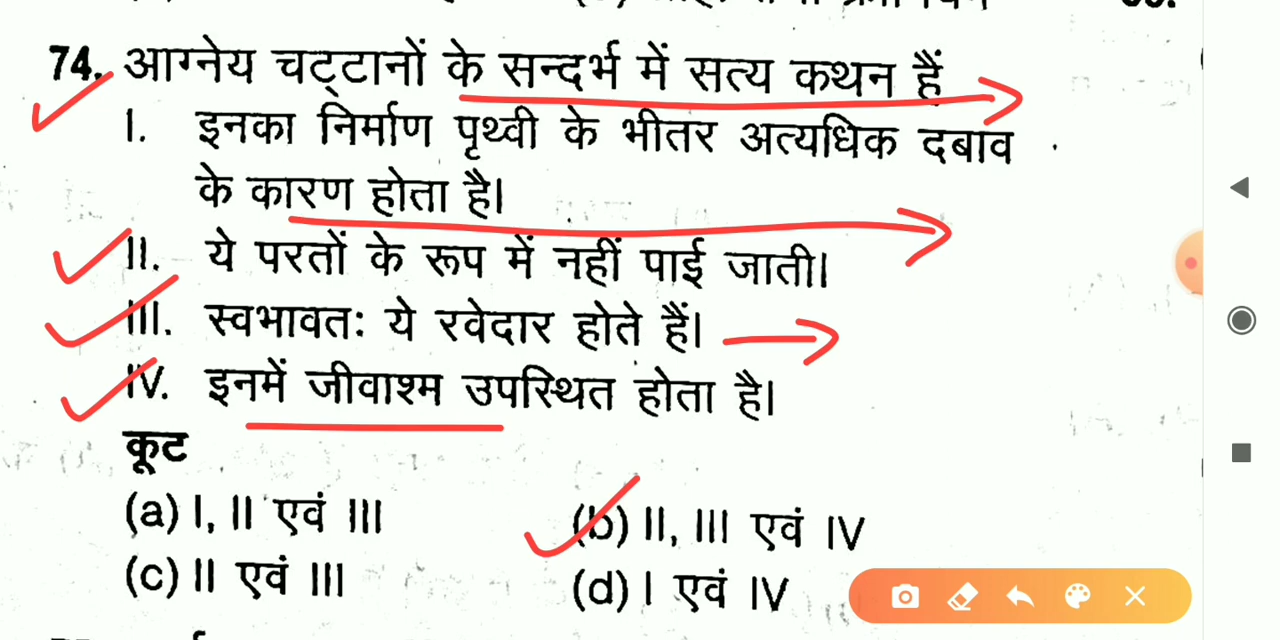 74. आग्नेय चट्टानों के सन्दर्भ में सत्य कथन हैं
I. इनका निर्माण पृथ्वी के भीतर अत्यधिक दबाव
के कारण होता है।
II. ये परतों के रूप में नहीं पाई जाती।
III. स्वभावतः ये रवेदार होते हैं।
IV. इनमें जीवाश्म उपस्थित होता है।
कूट
(a) I, II एवं III (b) II, III एवं IV
(c) II एवं III (d) I एवं IV